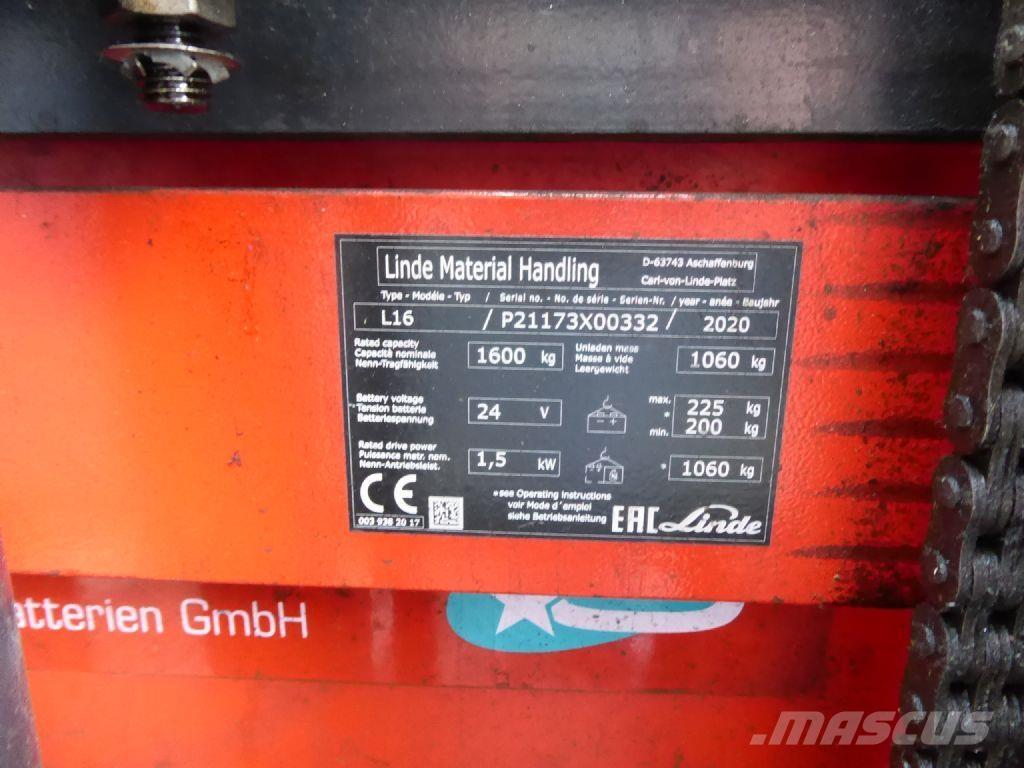 Linde Material Handling
D-63743 Aschaffenburg
Carl-von-Linde-Platz
Type - Modéle - Typ / Serial no. - No. de série - Serien-Nr. / year - anée - Baujahr
L16 / P21173X00332 / 2020
Rated capacity
Capacità nominale
Nenn-Tragfähigkeit
1600 kg
Unladen mass
Masse à vide
Leergewicht
1060 kg
Battery voltage
*Tension batterie
Batteriespannung
24 V
max. 225 kg
*
min. 200 kg
Rated drive power
Puissance motr. nom.
Nenn-Antriebsleist.
1,5 kW
* 1060 kg
*see Operating Instructions
voir Mode d'emploi
siehe Betriebsanleitung
CE
003 936 20 17
EAC Linde
atterien GmbH
MASCUS